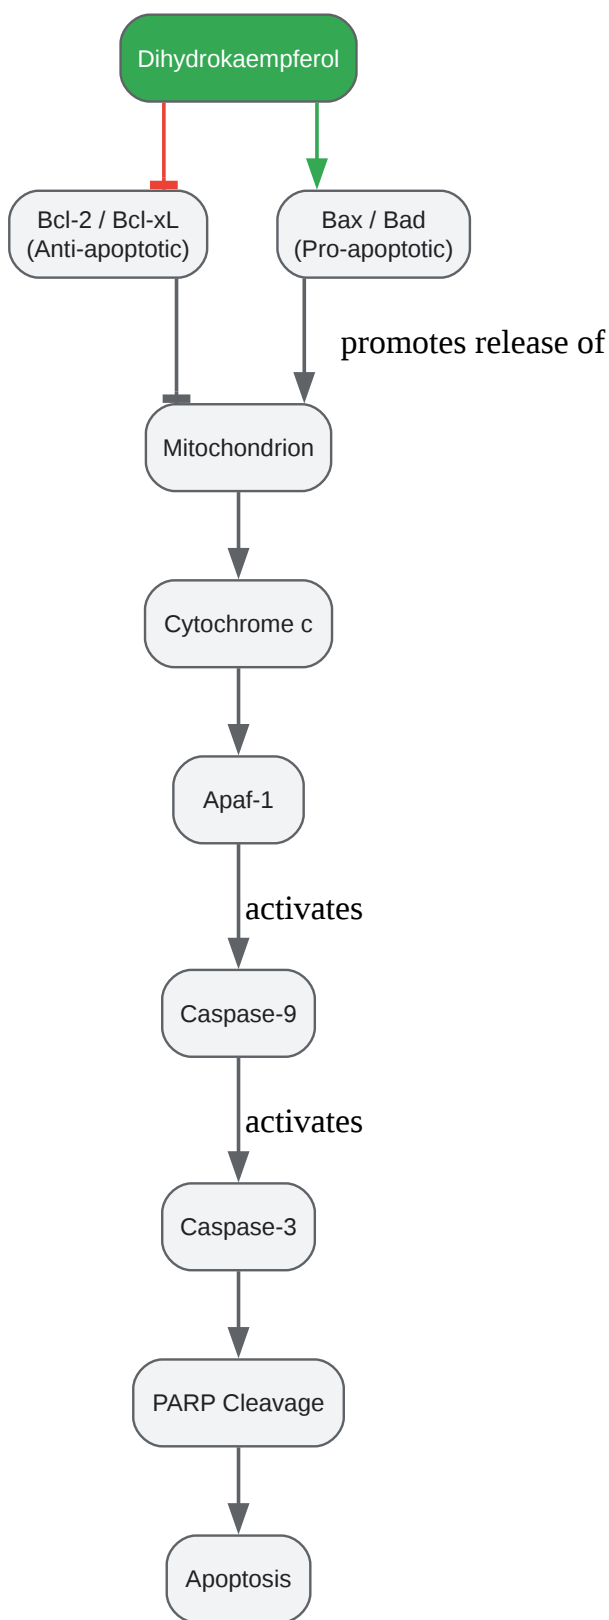 Dihydrokaempferol
Bcl-2 / Bcl-xL
(Anti-apoptotic)
Bax / Bad
(Pro-apoptotic)
promotes release of
Mitochondrion
Cytochrome c
Apaf-1
activates
Caspase-9
activates
Caspase-3
PARP Cleavage
Apoptosis